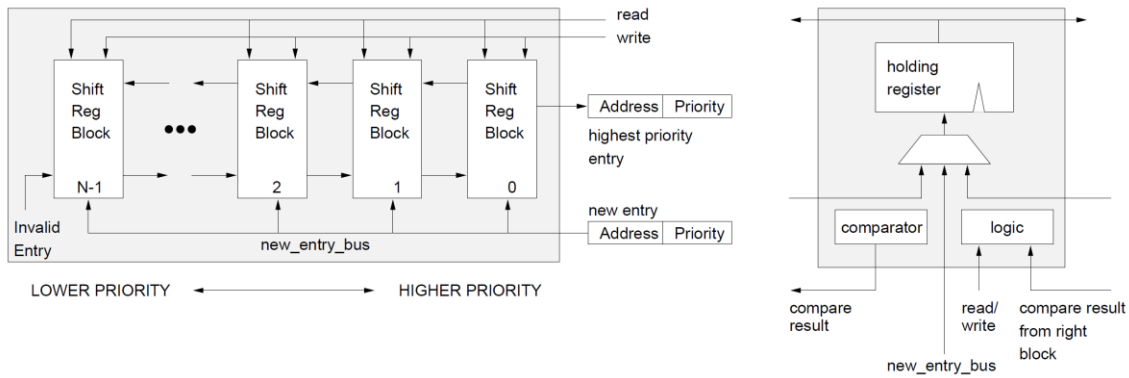 read
write
Shift
Reg
Block
N-1
Shift
Reg
Block
2
Shift
Reg
Block
1
Shift
Reg
Block
0
Address Priority
highest priority
entry
new entry
Address Priority
Invalid
Entry
new_entry_bus
LOWER PRIORITY
HIGHER PRIORITY
holding
register
comparator
logic
compare
result
read/
write
compare result
from right
block
new_entry_bus